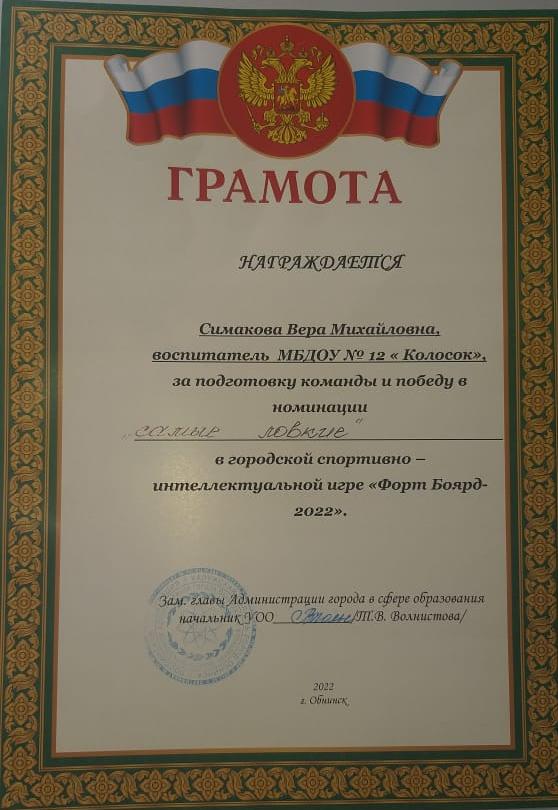 ГРАМОТА
НАГРАЖДАЕТСЯ
Симакова Вера Михайловна,
воспитатель МБДОУ № 12 « Колосок»,
за подготовку команды и победу в
номинации
„самые ловкие"
в городской спортивно –
интеллектуальной игре «Форт Боярд-
2022».
Зам. главы Администрации города в сфере образования
начальник УОО /Т.В. Волнистова/
2022
г. Обнинск